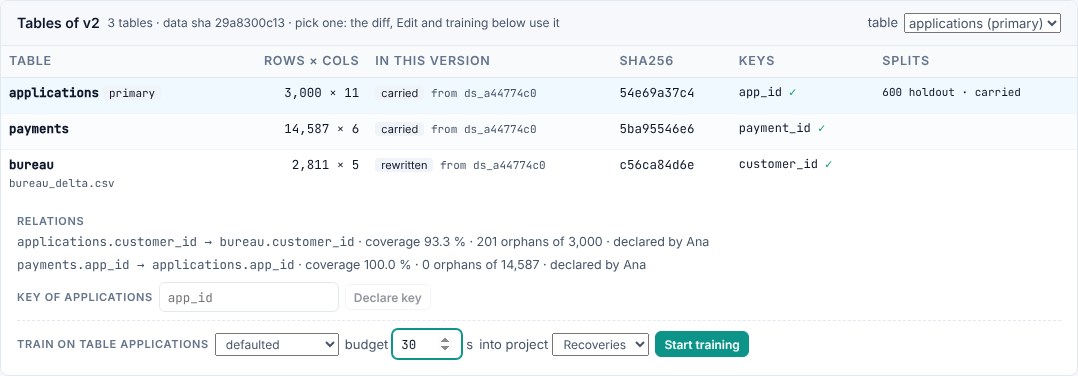 Tables of v2 3 tables · data sha 29a8300c13 · pick one: the diff, Edit and training below use it table applications (primary)
TABLE ROWS × COLS IN THIS VERSION SHA256 KEYS SPLITS
applications primary 3,000 × 11 carried from ds_a44774c0 54e69a37c4 app_id ✓ 600 holdout · carried
payments 14,587 × 6 carried from ds_a44774c0 5ba95546e6 payment_id ✓
bureau 2,811 × 5 rewritten from ds_a44774c0 c56ca84d6e customer_id ✓
bureau_delta.csv
RELATIONS
applications.customer_id → bureau.customer_id · coverage 93.3 % · 201 orphans of 3,000 · declared by Ana
payments.app_id → applications.app_id · coverage 100.0 % · 0 orphans of 14,587 · declared by Ana
KEY OF APPLICATIONS app_id Declare key
TRAIN ON TABLE APPLICATIONS defaulted budget 30 s into project Recoveries Start training